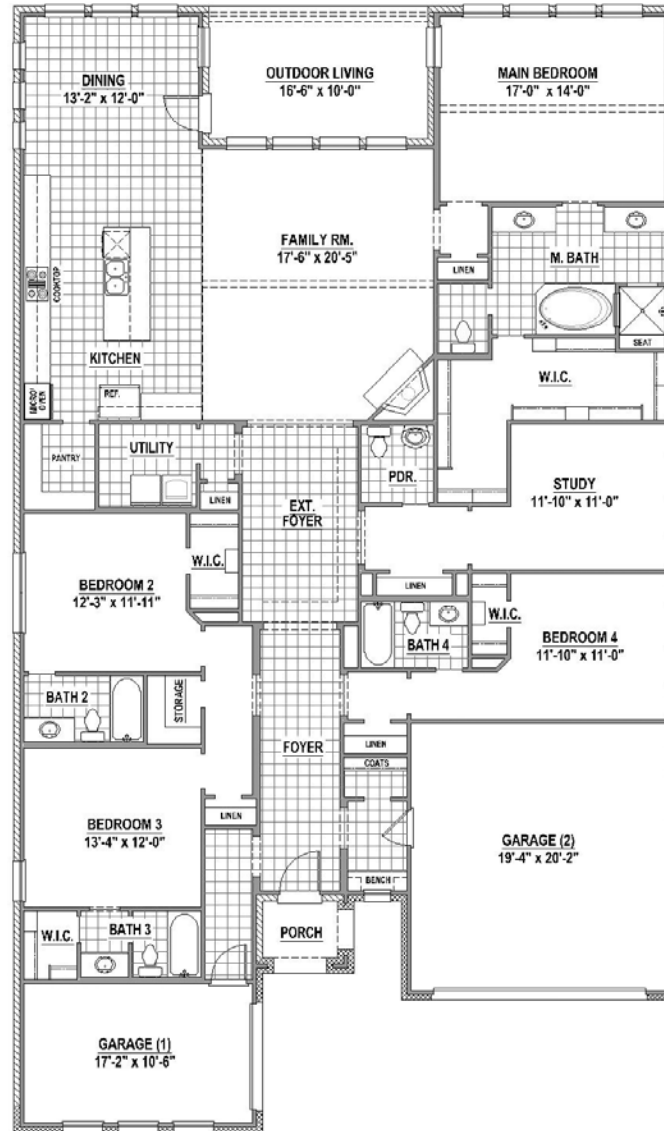 DINING
13'-2" x 12'-0"
OUTDOOR LIVING
16'-6" x 10'-0"
MAIN BEDROOM
17'-0" x 14'-0"
FAMILY RM.
17'-6" x 20'-5"
LINEN
M. BATH
SEAT
COOKTOP
KITCHEN
MICRO/
OVEN
REF.
W.I.C.
PANTRY
UTILITY
LINEN
EXT.
FOYER
PDR.
STUDY
11'-10" x 11'-0"
LINEN
BEDROOM 2
12'-3" x 11'-11"
W.I.C.
W.I.C.
BEDROOM 4
11'-10" x 11'-0"
BATH 4
BATH 2
STORAGE
FOYER
LINEN
COATS
BEDROOM 3
13'-4" x 12'-0"
LINEN
GARAGE (2)
19'-4" x 20'-2"
BENCH
W.I.C.
BATH 3
PORCH
GARAGE (1)
17'-2" x 10'-6"